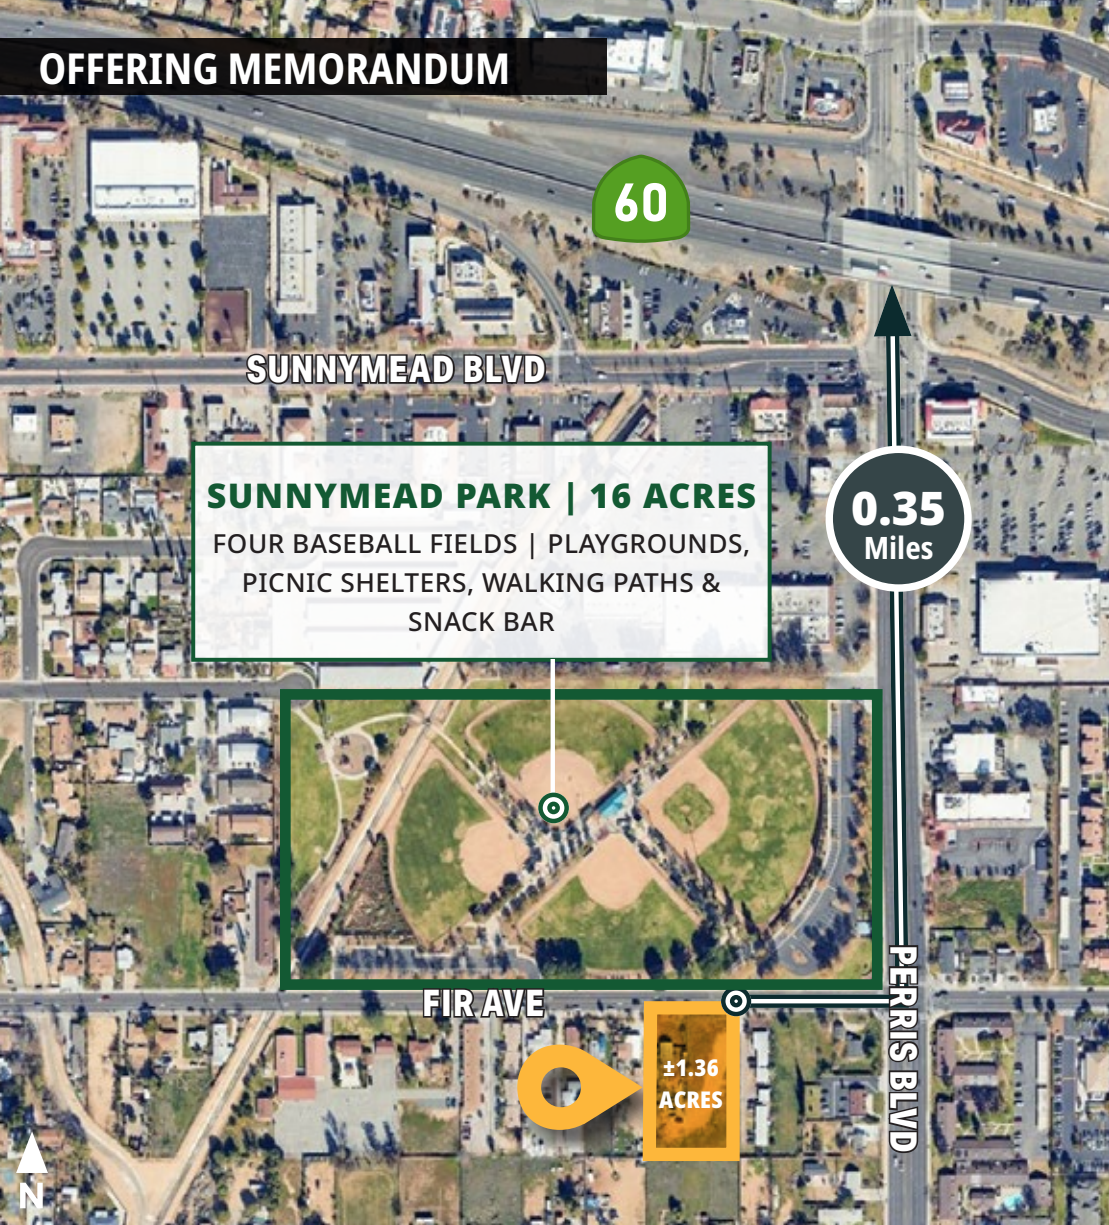 OFFERING MEMORANDUM
60
SUNNYMEAD BLVD
SUNNYMEAD PARK | 16 ACRES
FOUR BASEBALL FIELDS | PLAYGROUNDS,
PICNIC SHELTERS, WALKING PATHS &
SNACK BAR
0.35
Miles
FIR AVE
PERRIS BLVD
±1.36
ACRES
N